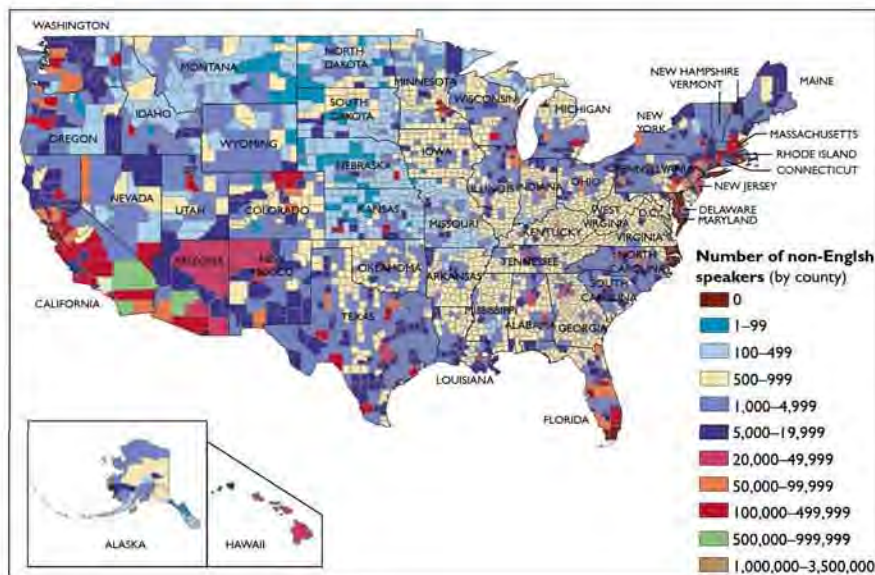 WASHINGTON
MONTANA
NORTH
DAKOTA
MINNESOTA
NEW HAMPSHIRE
VERMONT
MAINE
OREGON
IDAHO
WYOMING
SOUTH
DAKOTA
WISCONSIN
MICHIGAN
NEW
YORK
MASSACHUSETTS
RHODE ISLAND
CONNECTICUT
NEW JERSEY
DELAWARE
MARYLAND
NEVADA
UTAH
COLORADO
NEBRASKA
KANSAS
IOWA
MISSOURI
ILLINOIS
INDIANA
OHIO
PENNSYLVANIA
WEST
VIRGINIA
D.C.
VIRGINIA
KENTUCKY
CALIFORNIA
ARIZONA
NEW
MEXICO
TEXAS
OKLAHOMA
ARKANSAS
TENNESSEE
NORTH
CAROLINA
SOUTH
CAROLINA
MISSISSIPPI
ALABAMA
GEORGIA
LOUISIANA
FLORIDA
ALASKA
HAWAII
Number of non-Englsh
speakers (by county)
0
1–99
100–499
500–999
1,000–4,999
5,000–19,999
20,000–49,999
50,000–99,999
100,000–499,999
500,000–999,999
1,000,000–3,500,000